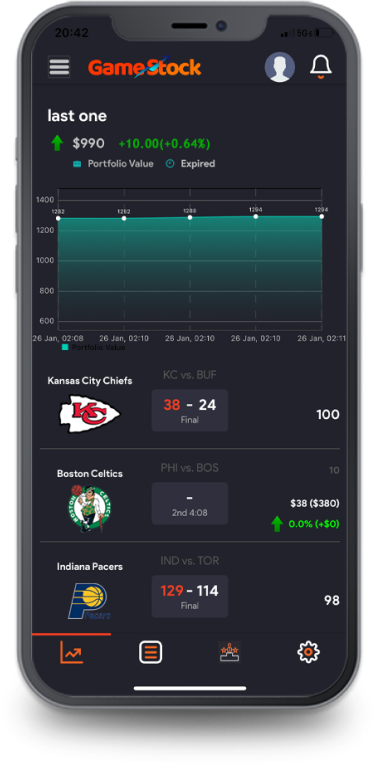 20:42 5G
GameStock
last one
$990 +10.00(+0.64%)
Portfolio Value Expired
1400
1282 1282 1288 1294 1294
1200
1000
800
600
26 Jan, 02:08 26 Jan, 02:10 26 Jan, 02:10 26 Jan, 02:10 26 Jan, 02:11
Portfolio Value
KC vs. BUF
Kansas City Chiefs
38 - 24
Final
100
KC
PHI vs. BOS
Boston Celtics
10
-
2nd 4:08
$38 ($380)
0.0% (+$0)
IND vs. TOR
Indiana Pacers
129 - 114
Final
98
PACERS